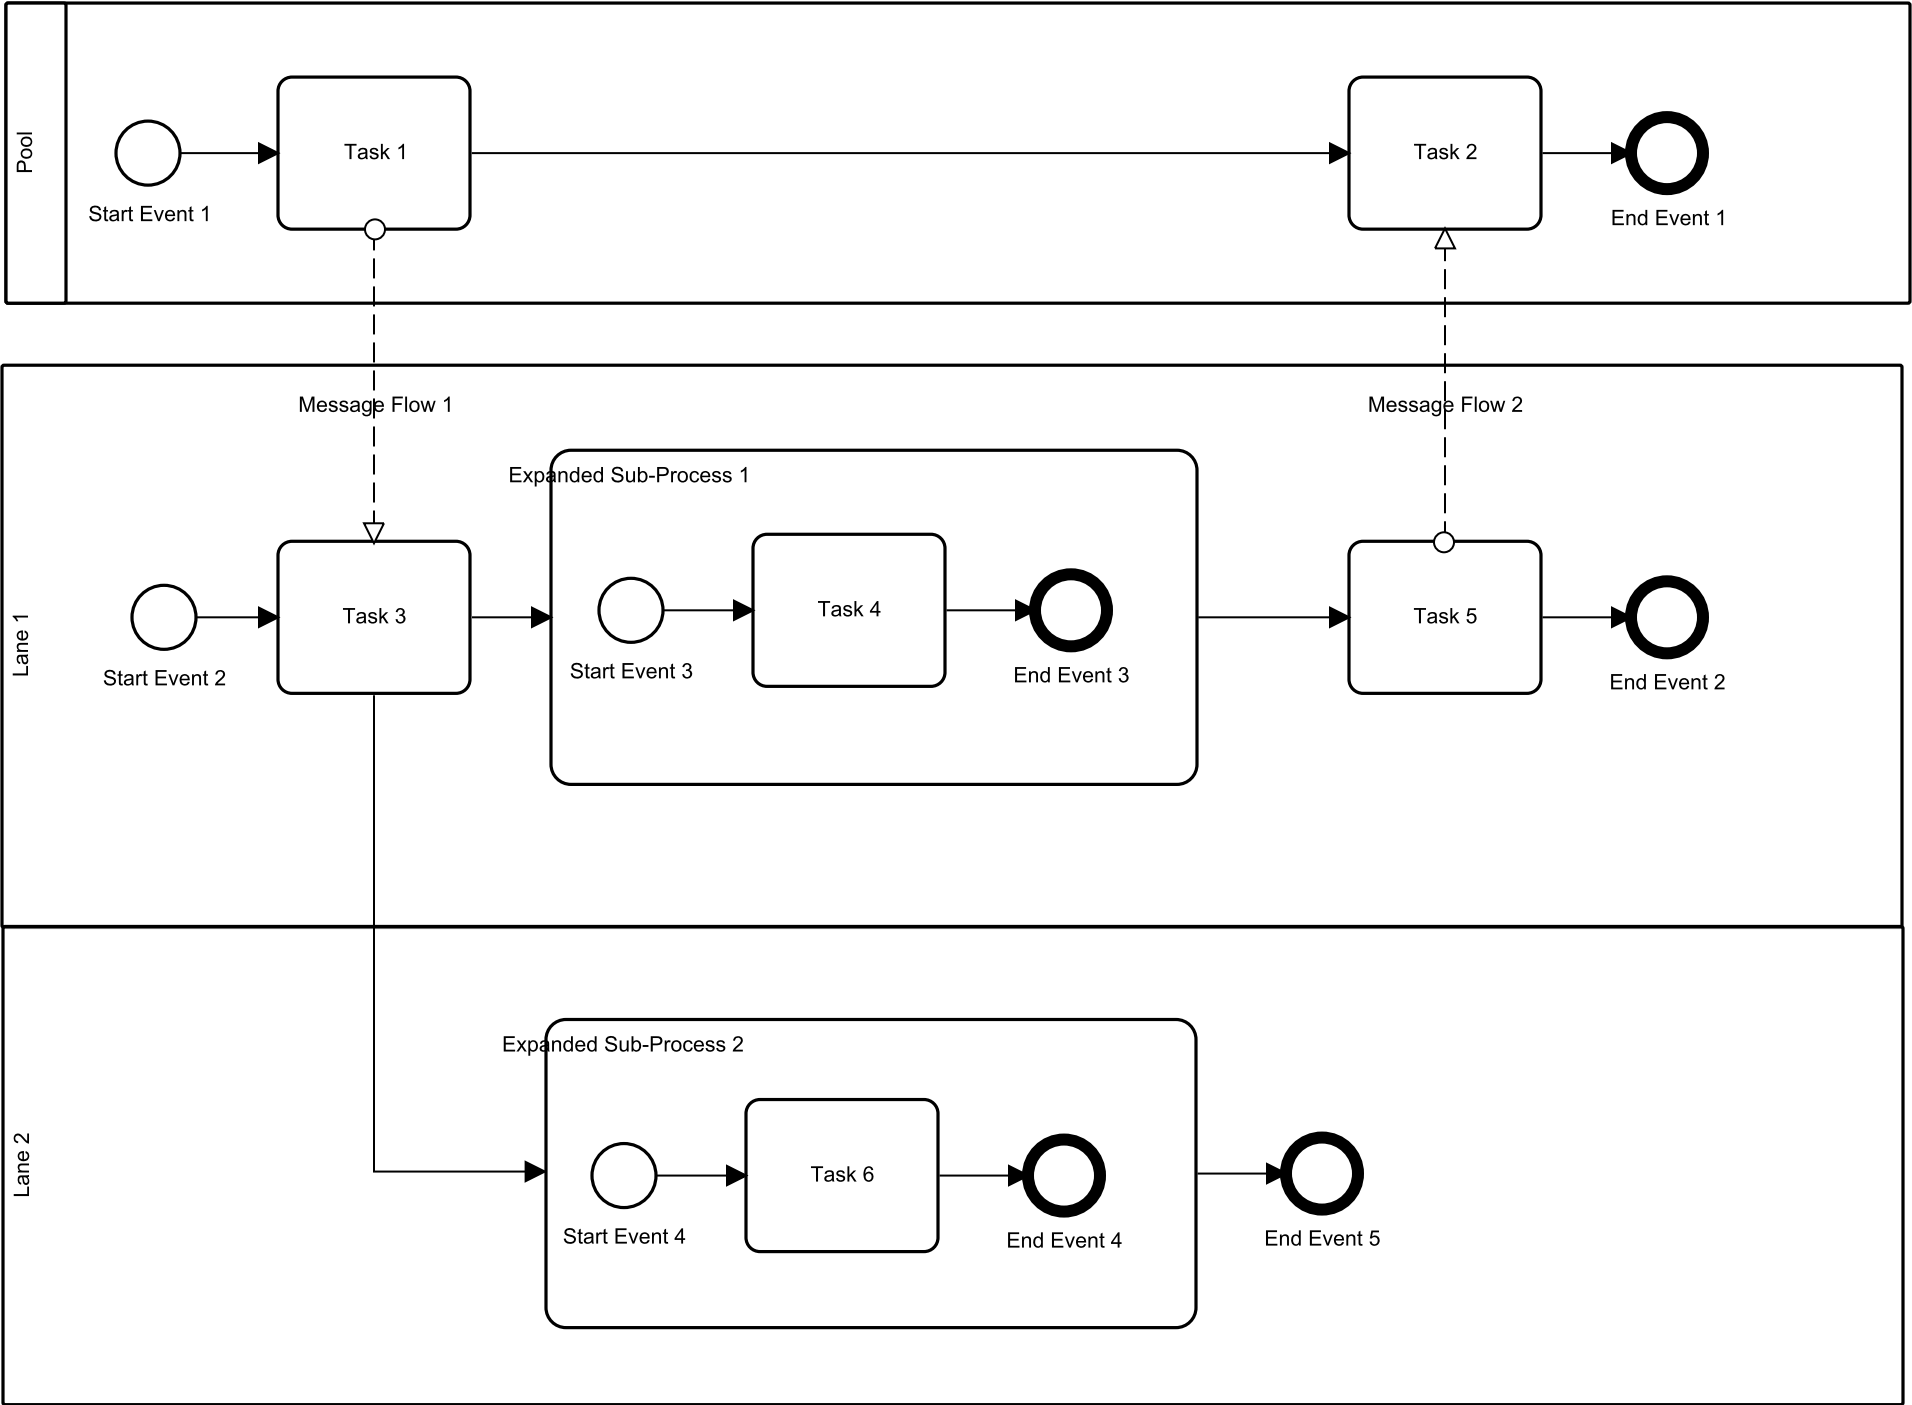 Pool
Task 1
Task 2
Start Event 1
End Event 1
Message Flow 1
Message Flow 2
Expanded Sub-Process 1
Lane 1
Task 3
Task 4
Task 5
Start Event 2
Start Event 3
End Event 3
End Event 2
Expanded Sub-Process 2
Lane 2
Task 6
Start Event 4
End Event 4
End Event 5